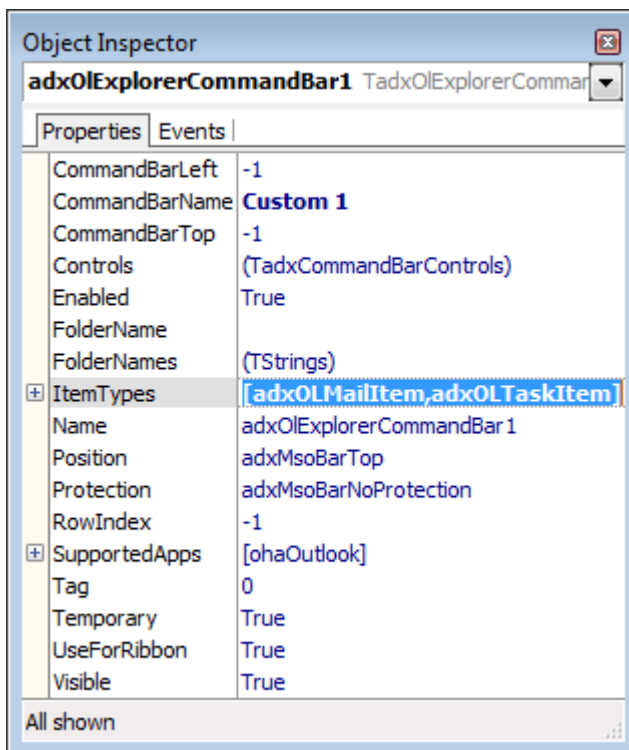 Object Inspector
adxOlExplorerCommandBar1 TadxOlExplorerCommar
Properties Events
CommandBarLeft -1
CommandBarName Custom 1
CommandBarTop -1
Controls (TadxCommandBarControls)
Enabled True
FolderName
FolderNames (TStrings)
ItemTypes [adxOLMailItem,adxOLTaskItem]
Name adxOlExplorerCommandBar1
Position adxMsoBarTop
Protection adxMsoBarNoProtection
RowIndex -1
SupportedApps [ohaOutlook]
Tag 0
Temporary True
UseForRibbon True
Visible True
All shown